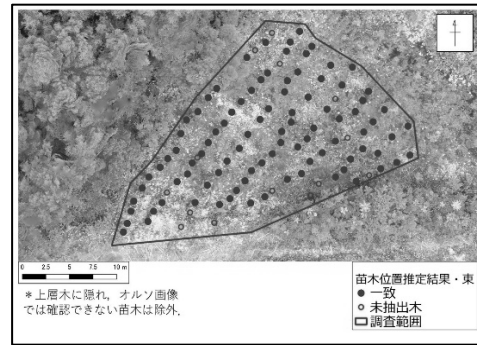 0 2.5 5 7.5 10 m
*上層木に隠れ,オルソ画像
では確認できない苗木は除外.
苗木位置推定結果・東
一致
未抽出木
調査範囲